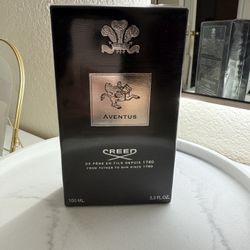 AVENTUS
CREED
DE PÈRE EN FILS DEPUIS 1760
FROM FATHER TO SON SINCE 1760
100 ML 3.3 FL.OZ.